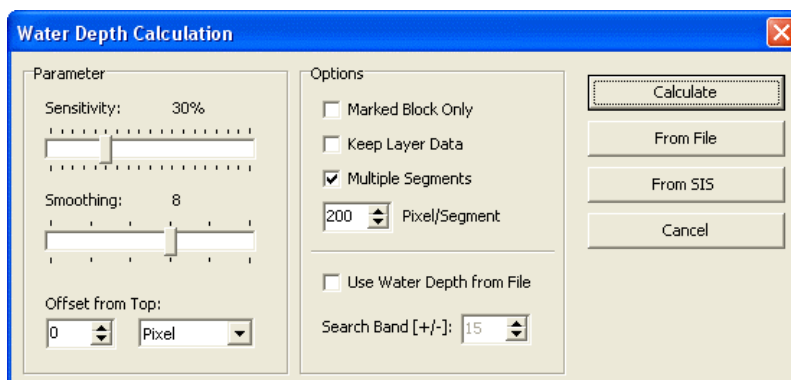 Water Depth Calculation
Parameter
Sensitivity: 30%
Smoothing: 8
Offset from Top:
0 Pixel
Options
Marked Block Only
Keep Layer Data
Multiple Segments
200 Pixel/Segment
Use Water Depth from File
Search Band [+/-]: 15
Calculate
From File
From SIS
Cancel